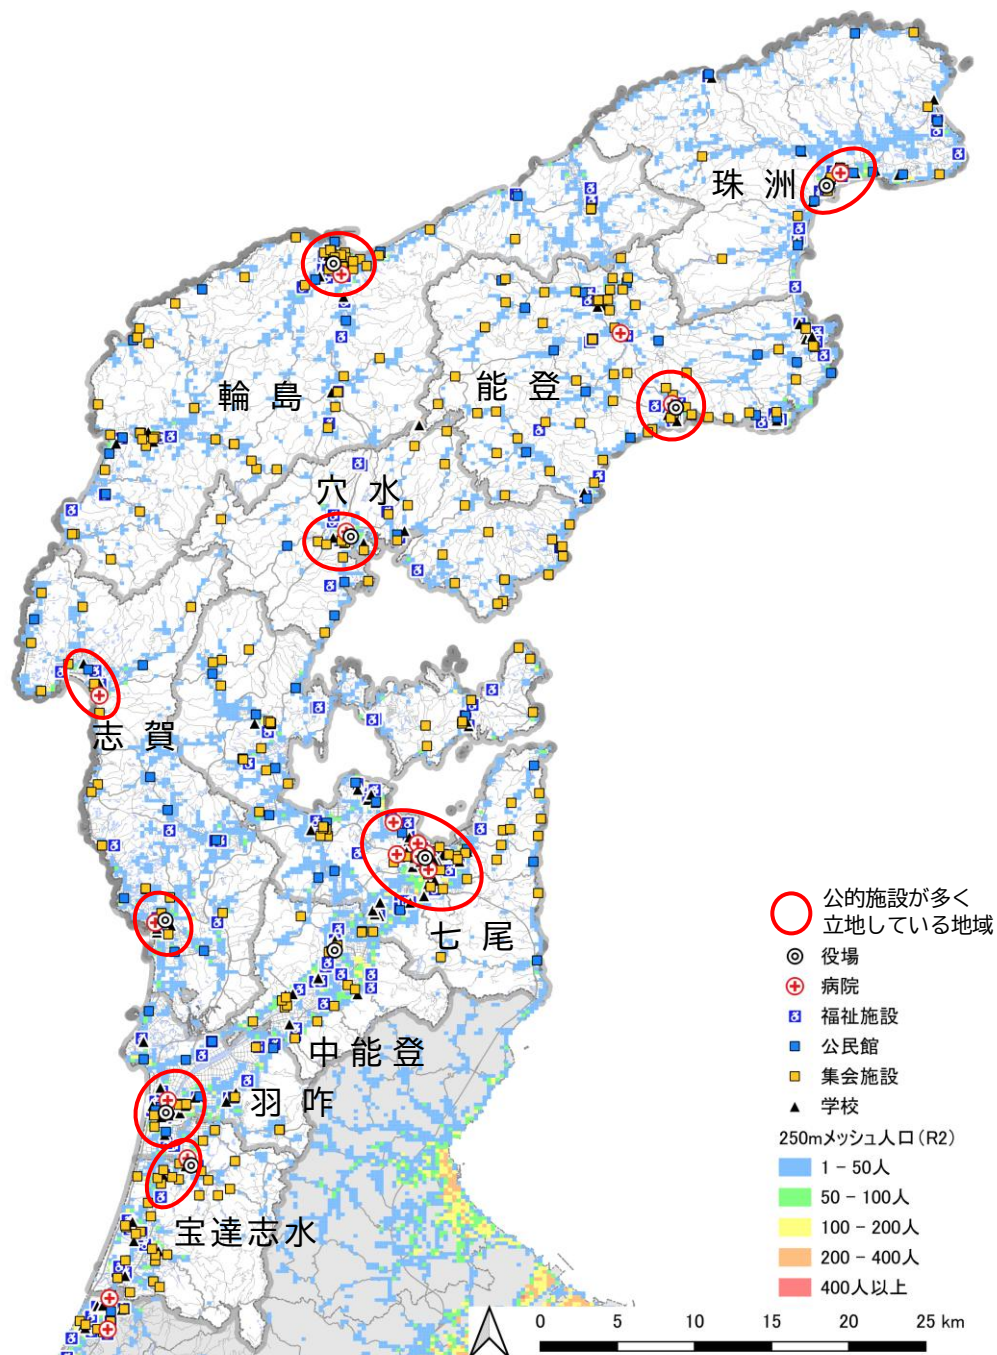 珠洲
輪島
能登
穴水
志賀
七尾
中能登
羽咋
宝達志水
公的施設が多く
立地している地域
役場
病院
福祉施設
公民館
集会施設
学校
250mメッシュ人口(R2)
1 - 50人
50 - 100人
100 - 200人
200 - 400人
400人以上
0 5 10 15 20 25 km